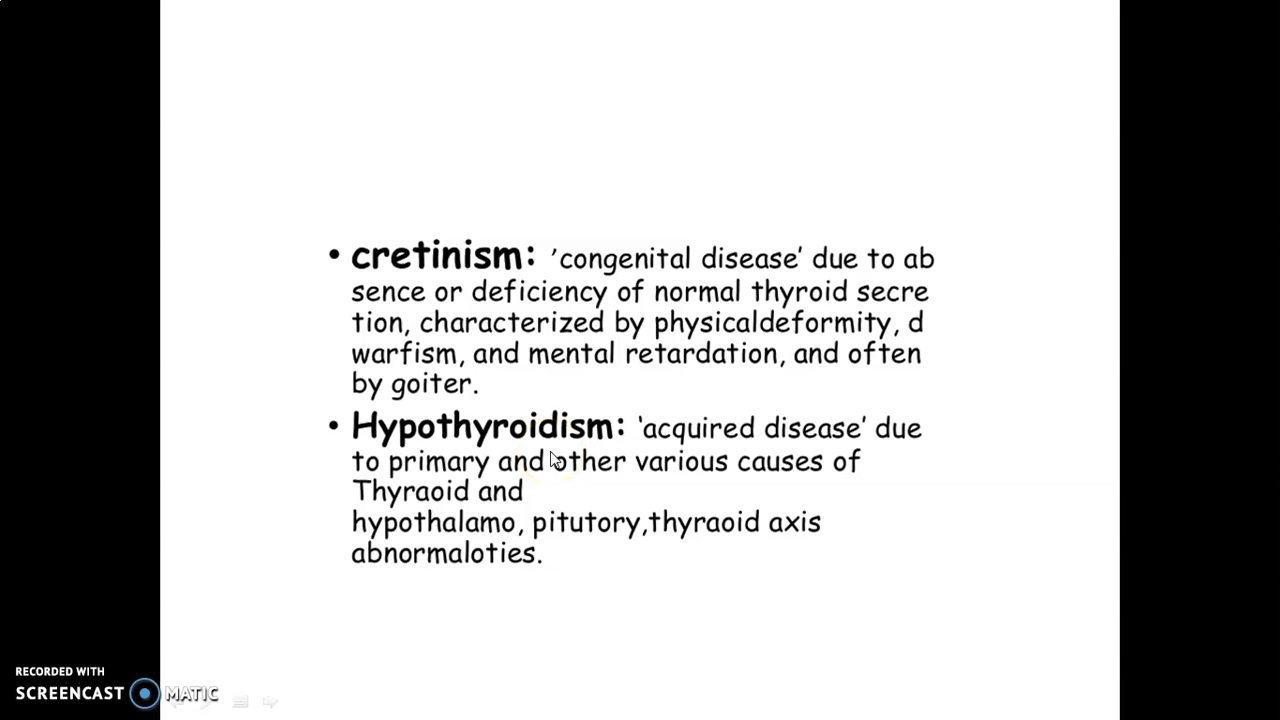 • cretinism: ’congenital disease’ due to ab
sence or deficiency of normal thyroid secre
tion, characterized by physicaldeformity, d
warfism, and mental retardation, and often
by goiter.
• Hypothyroidism: ‘acquired disease’ due
to primary and other various causes of
Thyraoid and
hypothalamo, pitutory,thyraoid axis
abnormaloties.
RECORDED WITH
SCREENCAST MATIC